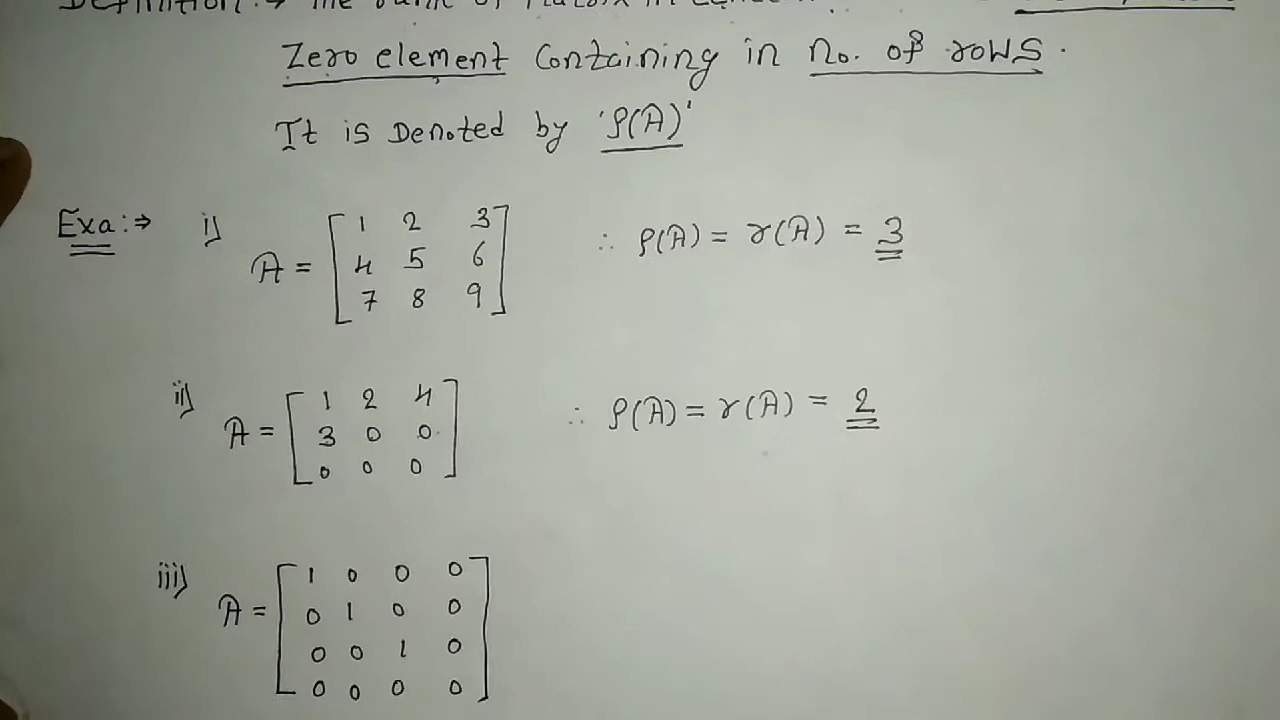 Zero element Containing in No. of rows.
It is Denoted by 'ρ(A)'
Exa:⇒ i) A = [ 1 2 3 ∴ ρ(A) = r(A) = 3
4 5 6
7 8 9 ]
ii) A = [ 1 2 4 ∴ ρ(A) = r(A) = 2
3 0 0
0 0 0 ]
iii) A = [ 1 0 0 0
0 1 0 0
0 0 1 0
0 0 0 0 ]